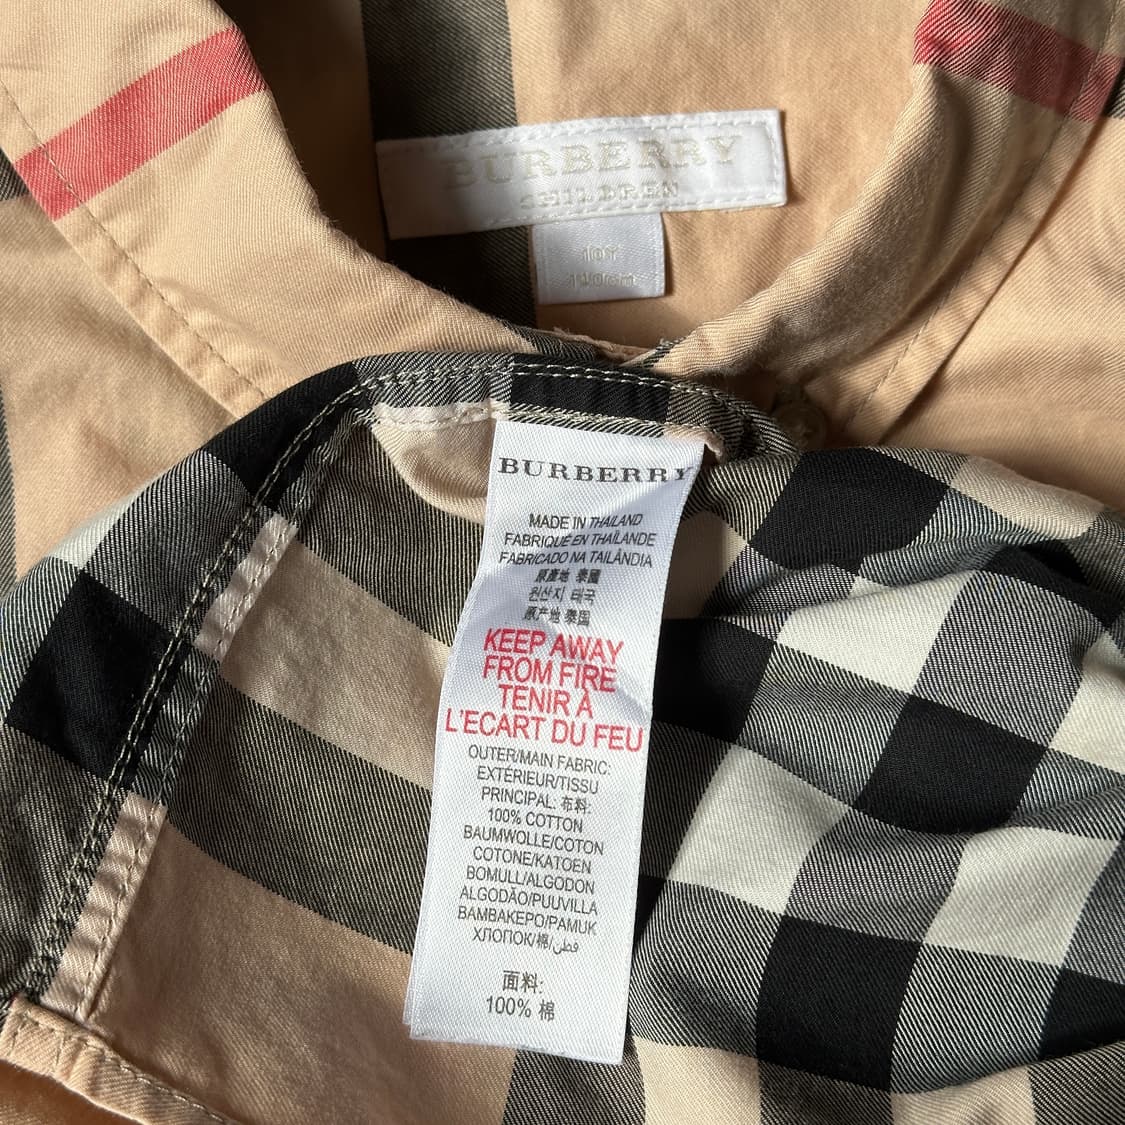 BURBERRY
CHILDREN
10Y
140cm
BURBERRY
MADE IN THAILAND
FABRIQUÉ EN THAÏLANDE
FABRICADO NA TAILÂNDIA
原產地 泰國
원산지 태국
原产地 泰国
KEEP AWAY
FROM FIRE
TENIR À
L'ECART DU FEU
OUTER/MAIN FABRIC:
EXTÉRIEUR/TISSU
PRINCIPAL: 布料:
100% COTTON
BAUMWOLLE/COTON
COTONE/KATOEN
BOMULL/ALGODON
ALGODÃO/PUUVILLA
BAMBAKEPO/PAMUK
ХЛОПОК/棉/قطن
面料:
100% 棉